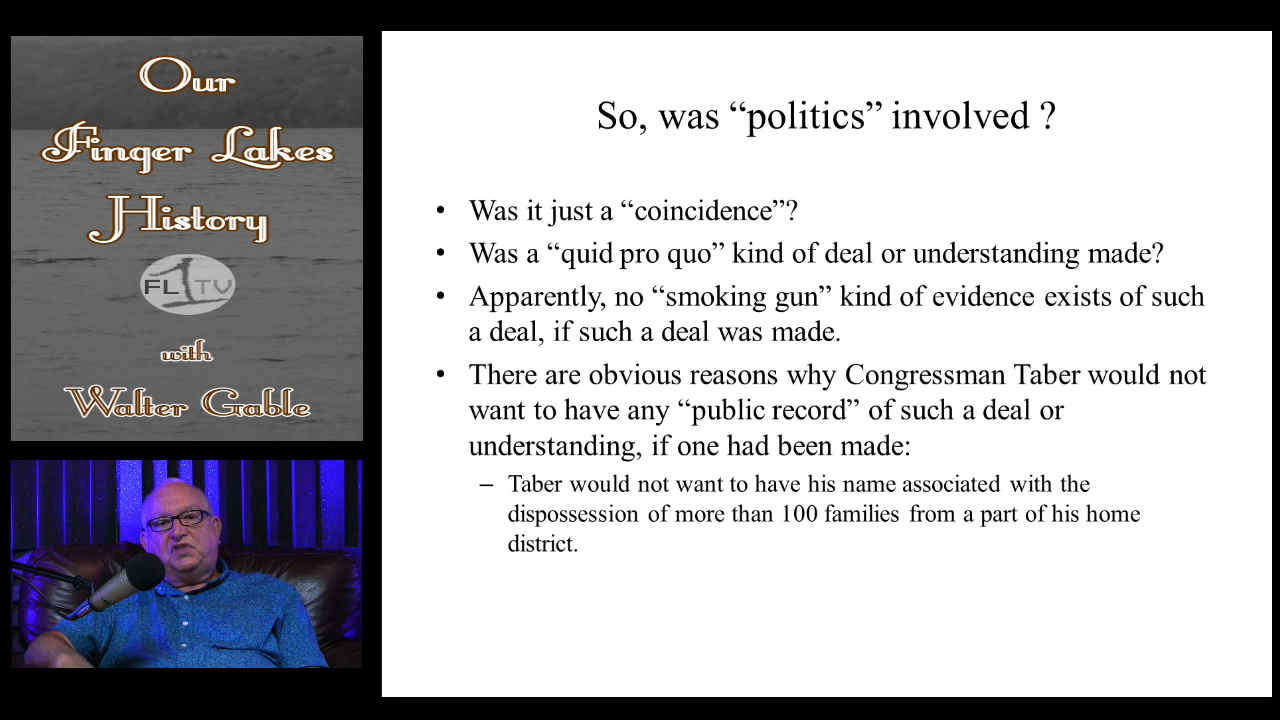 Our
Finger Lakes
History
FL TV
with
Walter Gable
So, was “politics” involved ?
• Was it just a “coincidence”?
• Was a “quid pro quo” kind of deal or understanding made?
• Apparently, no “smoking gun” kind of evidence exists of such
a deal, if such a deal was made.
• There are obvious reasons why Congressman Taber would not
want to have any “public record” of such a deal or
understanding, if one had been made:
– Taber would not want to have his name associated with the
dispossession of more than 100 families from a part of his home
district.